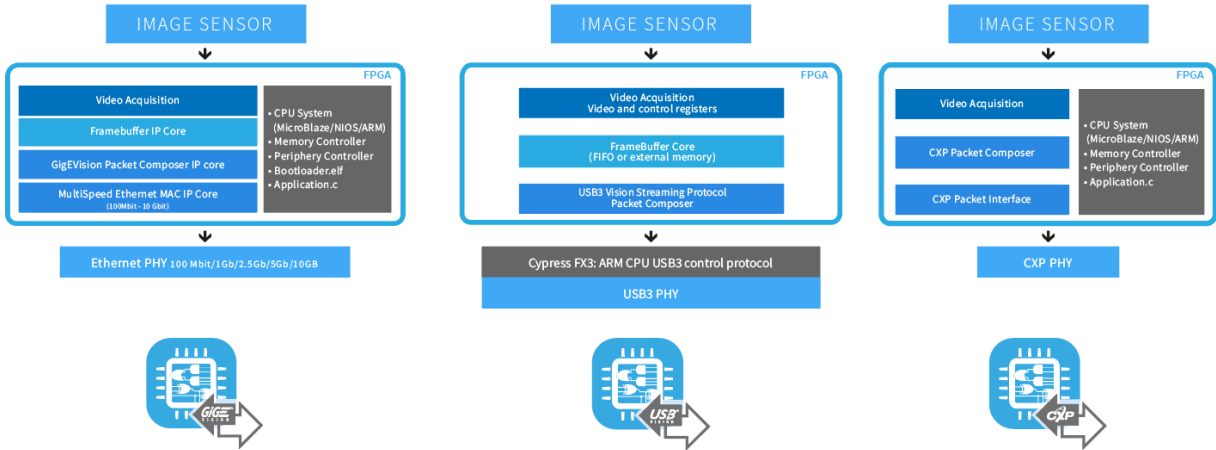 IMAGE SENSOR
FPGA
Video Acquisition
Framebuffer IP Core
GigEVision Packet Composer IP core
MultiSpeed Ethernet MAC IP Core
(100Mbit - 10 Gbit)
• CPU System
(MicroBlaze/NIOS/ARM)
• Memory Controller
• Periphery Controller
• Bootloader.elf
• Application.c
Ethernet PHY 100 Mbit/1Gb/2.5Gb/5Gb/10GB
GIGE
VISION
IMAGE SENSOR
FPGA
Video Acquisition
Video and control registers
FrameBuffer Core
(FIFO or external memory)
USB3 Vision Streaming Protocol
Packet Composer
Cypress FX3: ARM CPU USB3 control protocol
USB3 PHY
USB3
VISION
IMAGE SENSOR
FPGA
Video Acquisition
CXP Packet Composer
CXP Packet Interface
• CPU System
(MicroBlaze/NIOS/ARM)
• Memory Controller
• Periphery Controller
• Application.c
CXP PHY
CXP